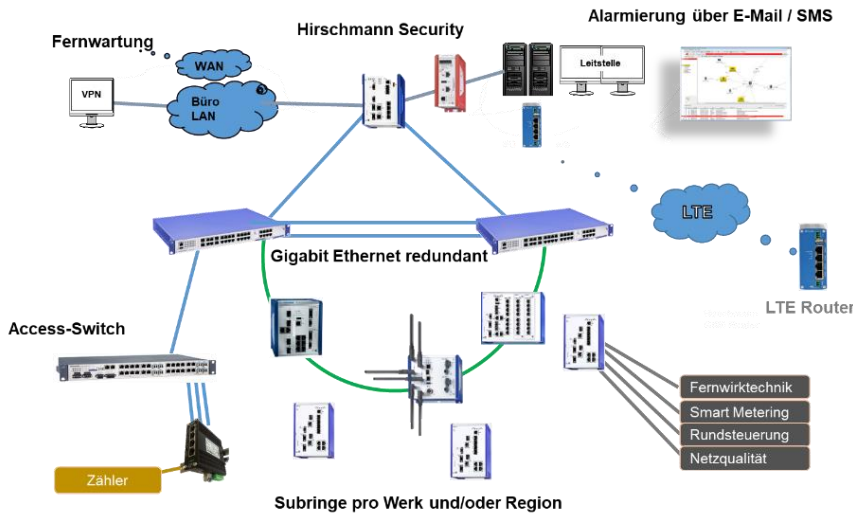 Alarmierung über E-Mail / SMS
Hirschmann Security
Fernwartung
WAN
Leitstelle
VPN
Büro
LAN
LTE
Gigabit Ethernet redundant
LTE Router
Access-Switch
Fernwirktechnik
Smart Metering
Rundsteuerung
Netzqualität
Zähler
Subringe pro Werk und/oder Region